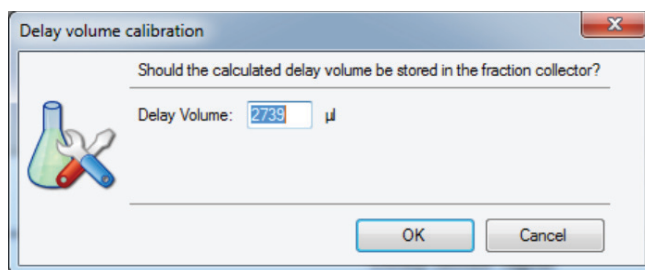 Delay volume calibration
Should the calculated delay volume be stored in the fraction collector?
Delay Volume: 2739 µl
OK Cancel